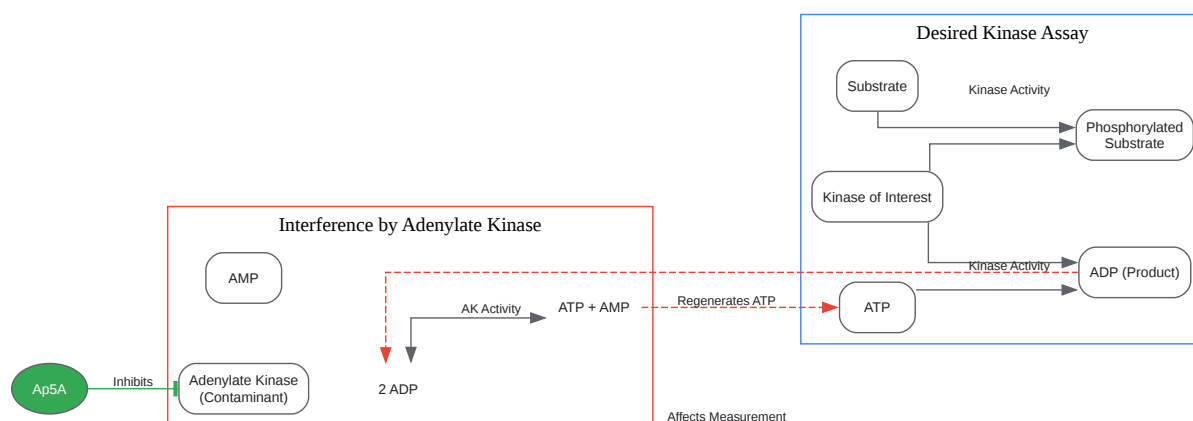 Desired Kinase Assay
Substrate
Kinase Activity
Phosphorylated
Substrate
Kinase of Interest
Interference by Adenylate Kinase
AMP
Kinase Activity
ADP (Product)
AK Activity
ATP + AMP
Regenerates ATP
ATP
Ap5A
Inhibits
Adenylate Kinase
(Contaminant)
2 ADP
Affects Measurement